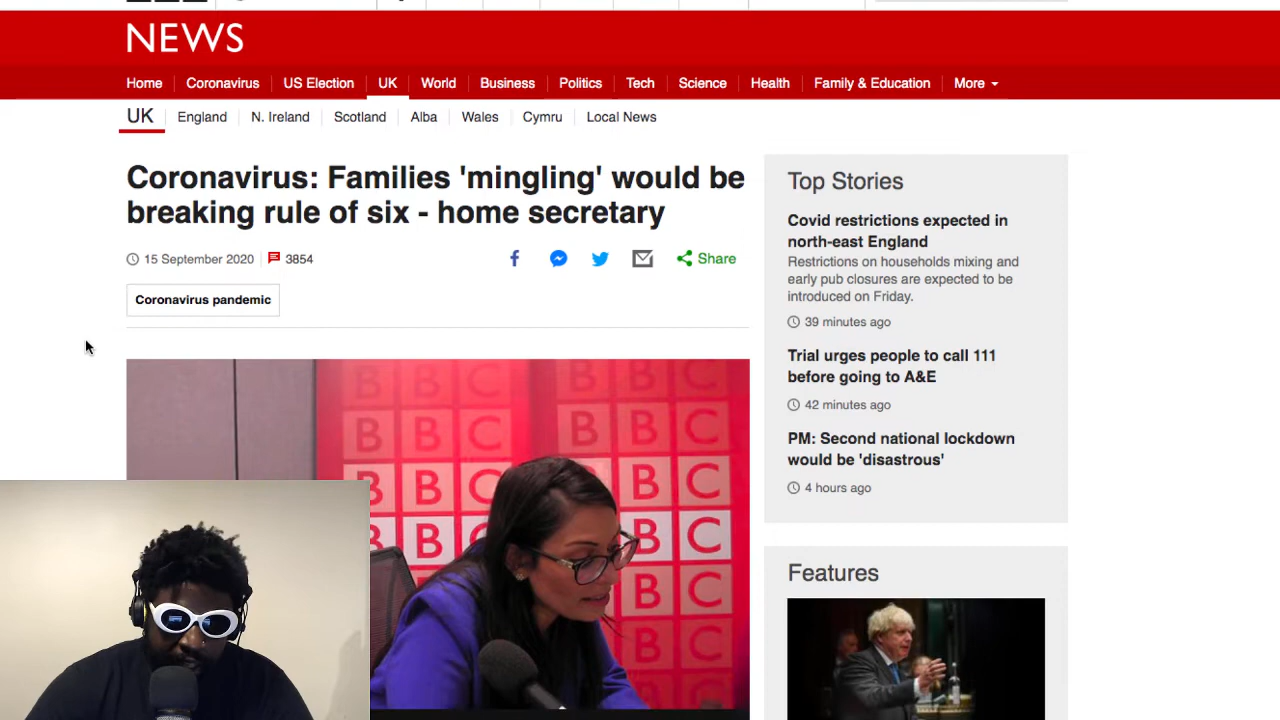 NEWS
Home Coronavirus US Election UK World Business Politics Tech Science Health Family & Education More
UK England N. Ireland Scotland Alba Wales Cymru Local News
Coronavirus: Families 'mingling' would be
breaking rule of six - home secretary
15 September 2020 3854 Share
Coronavirus pandemic
B B C B B C
B B C B B C
B B C B C
B B C B C
B C
B C
Top Stories
Covid restrictions expected in
north-east England
Restrictions on households mixing and
early pub closures are expected to be
introduced on Friday.
39 minutes ago
Trial urges people to call 111
before going to A&E
42 minutes ago
PM: Second national lockdown
would be 'disastrous'
4 hours ago
Features